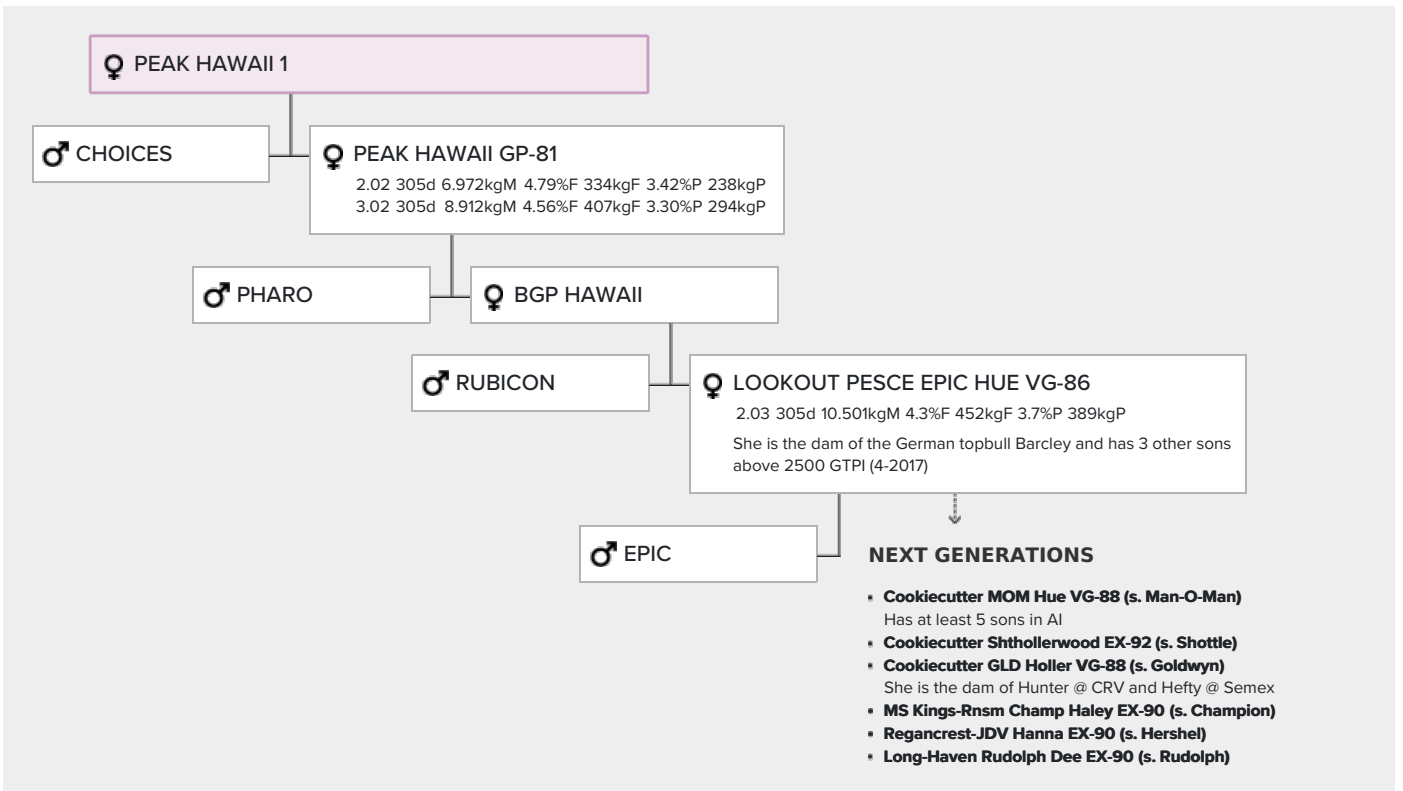 PEAK HAWAII 1
CHOICES
PEAK HAWAII GP-81
2.02 305d 6.972kgM 4.79%F 334kgF 3.42%P 238kgP
3.02 305d 8.912kgM 4.56%F 407kgF 3.30%P 294kgP
PHARO
BGP HAWAII
RUBICON
LOOKOUT PESCE EPIC HUE VG-86
2.03 305d 10.501kgM 4.3%F 452kgF 3.7%P 389kgP
She is the dam of the German topbull Barcley and has 3 other sons
above 2500 GTPI (4-2017)
EPIC
NEXT GENERATIONS
Cookiecutter MOM Hue VG-88 (s. Man-O-Man)
Has at least 5 sons in AI
Cookiecutter Shthollerwood EX-92 (s. Shottle)
Cookiecutter GLD Holler VG-88 (s. Goldwyn)
She is the dam of Hunter @ CRV and Hefty @ Semex
MS Kings-Rnsm Champ Haley EX-90 (s. Champion)
Regancrest-JDV Hanna EX-90 (s. Hershel)
Long-Haven Rudolph Dee EX-90 (s. Rudolph)